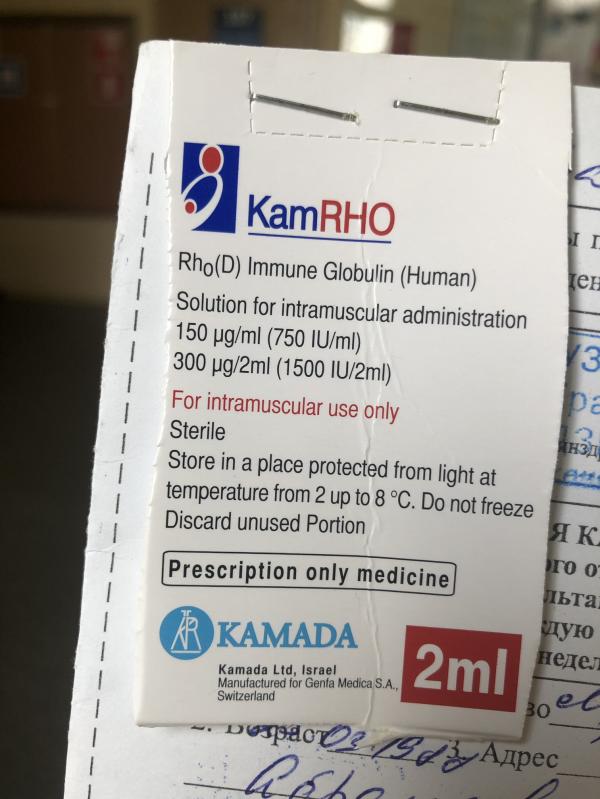 KamRHO
Rho(D) Immune Globulin (Human)
Solution for intramuscular administration
150 µg/ml (750 IU/ml)
300 µg/2ml (1500 IU/2ml)
For intramuscular use only
Sterile
Store in a place protected from light at
temperature from 2 up to 8 °C. Do not freeze
Discard unused Portion
Prescription only medicine
KAMADA
Kamada Ltd, Israel
Manufactured for Genfa Medica S.A.,
Switzerland
2ml
2. Возраст
3. Адрес